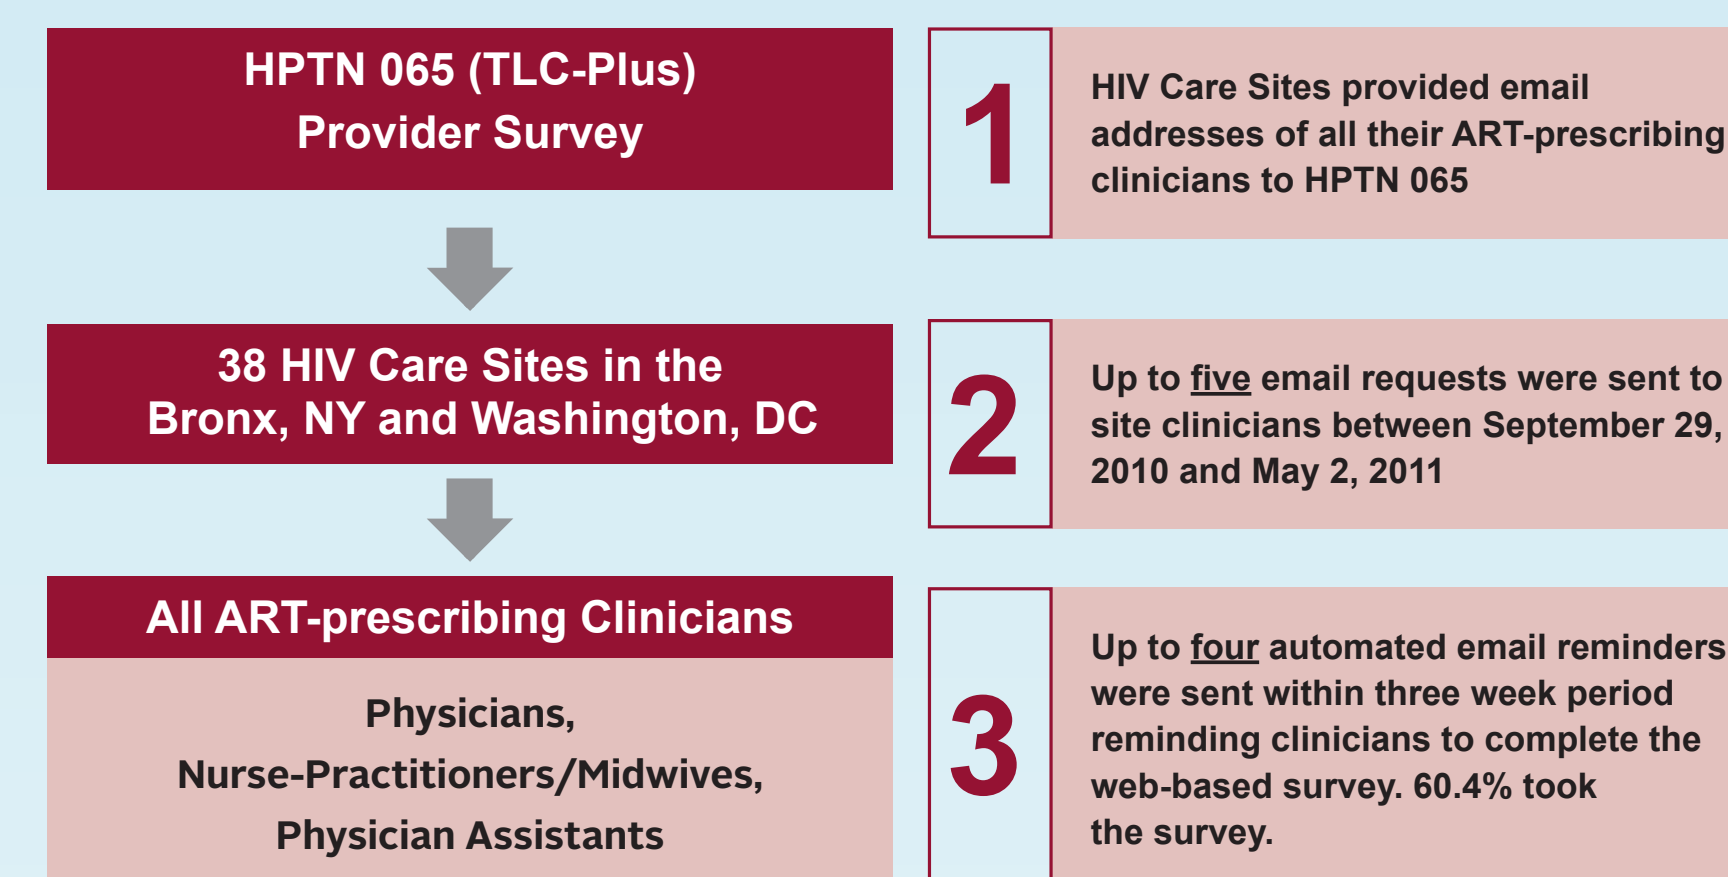 HPTN 065 (TLC-Plus)
Provider Survey
38 HIV Care Sites in the
Bronx, NY and Washington, DC
All ART-prescribing Clinicians
Physicians,
Nurse-Practitioners/Midwives,
Physician Assistants
1
HIV Care Sites provided email
addresses of all their ART-prescribing
clinicians to HPTN 065
2
Up to five email requests were sent to
site clinicians between September 29,
2010 and May 2, 2011
3
Up to four automated email reminders
were sent within three week period
reminding clinicians to complete the
web-based survey. 60.4% took
the survey.